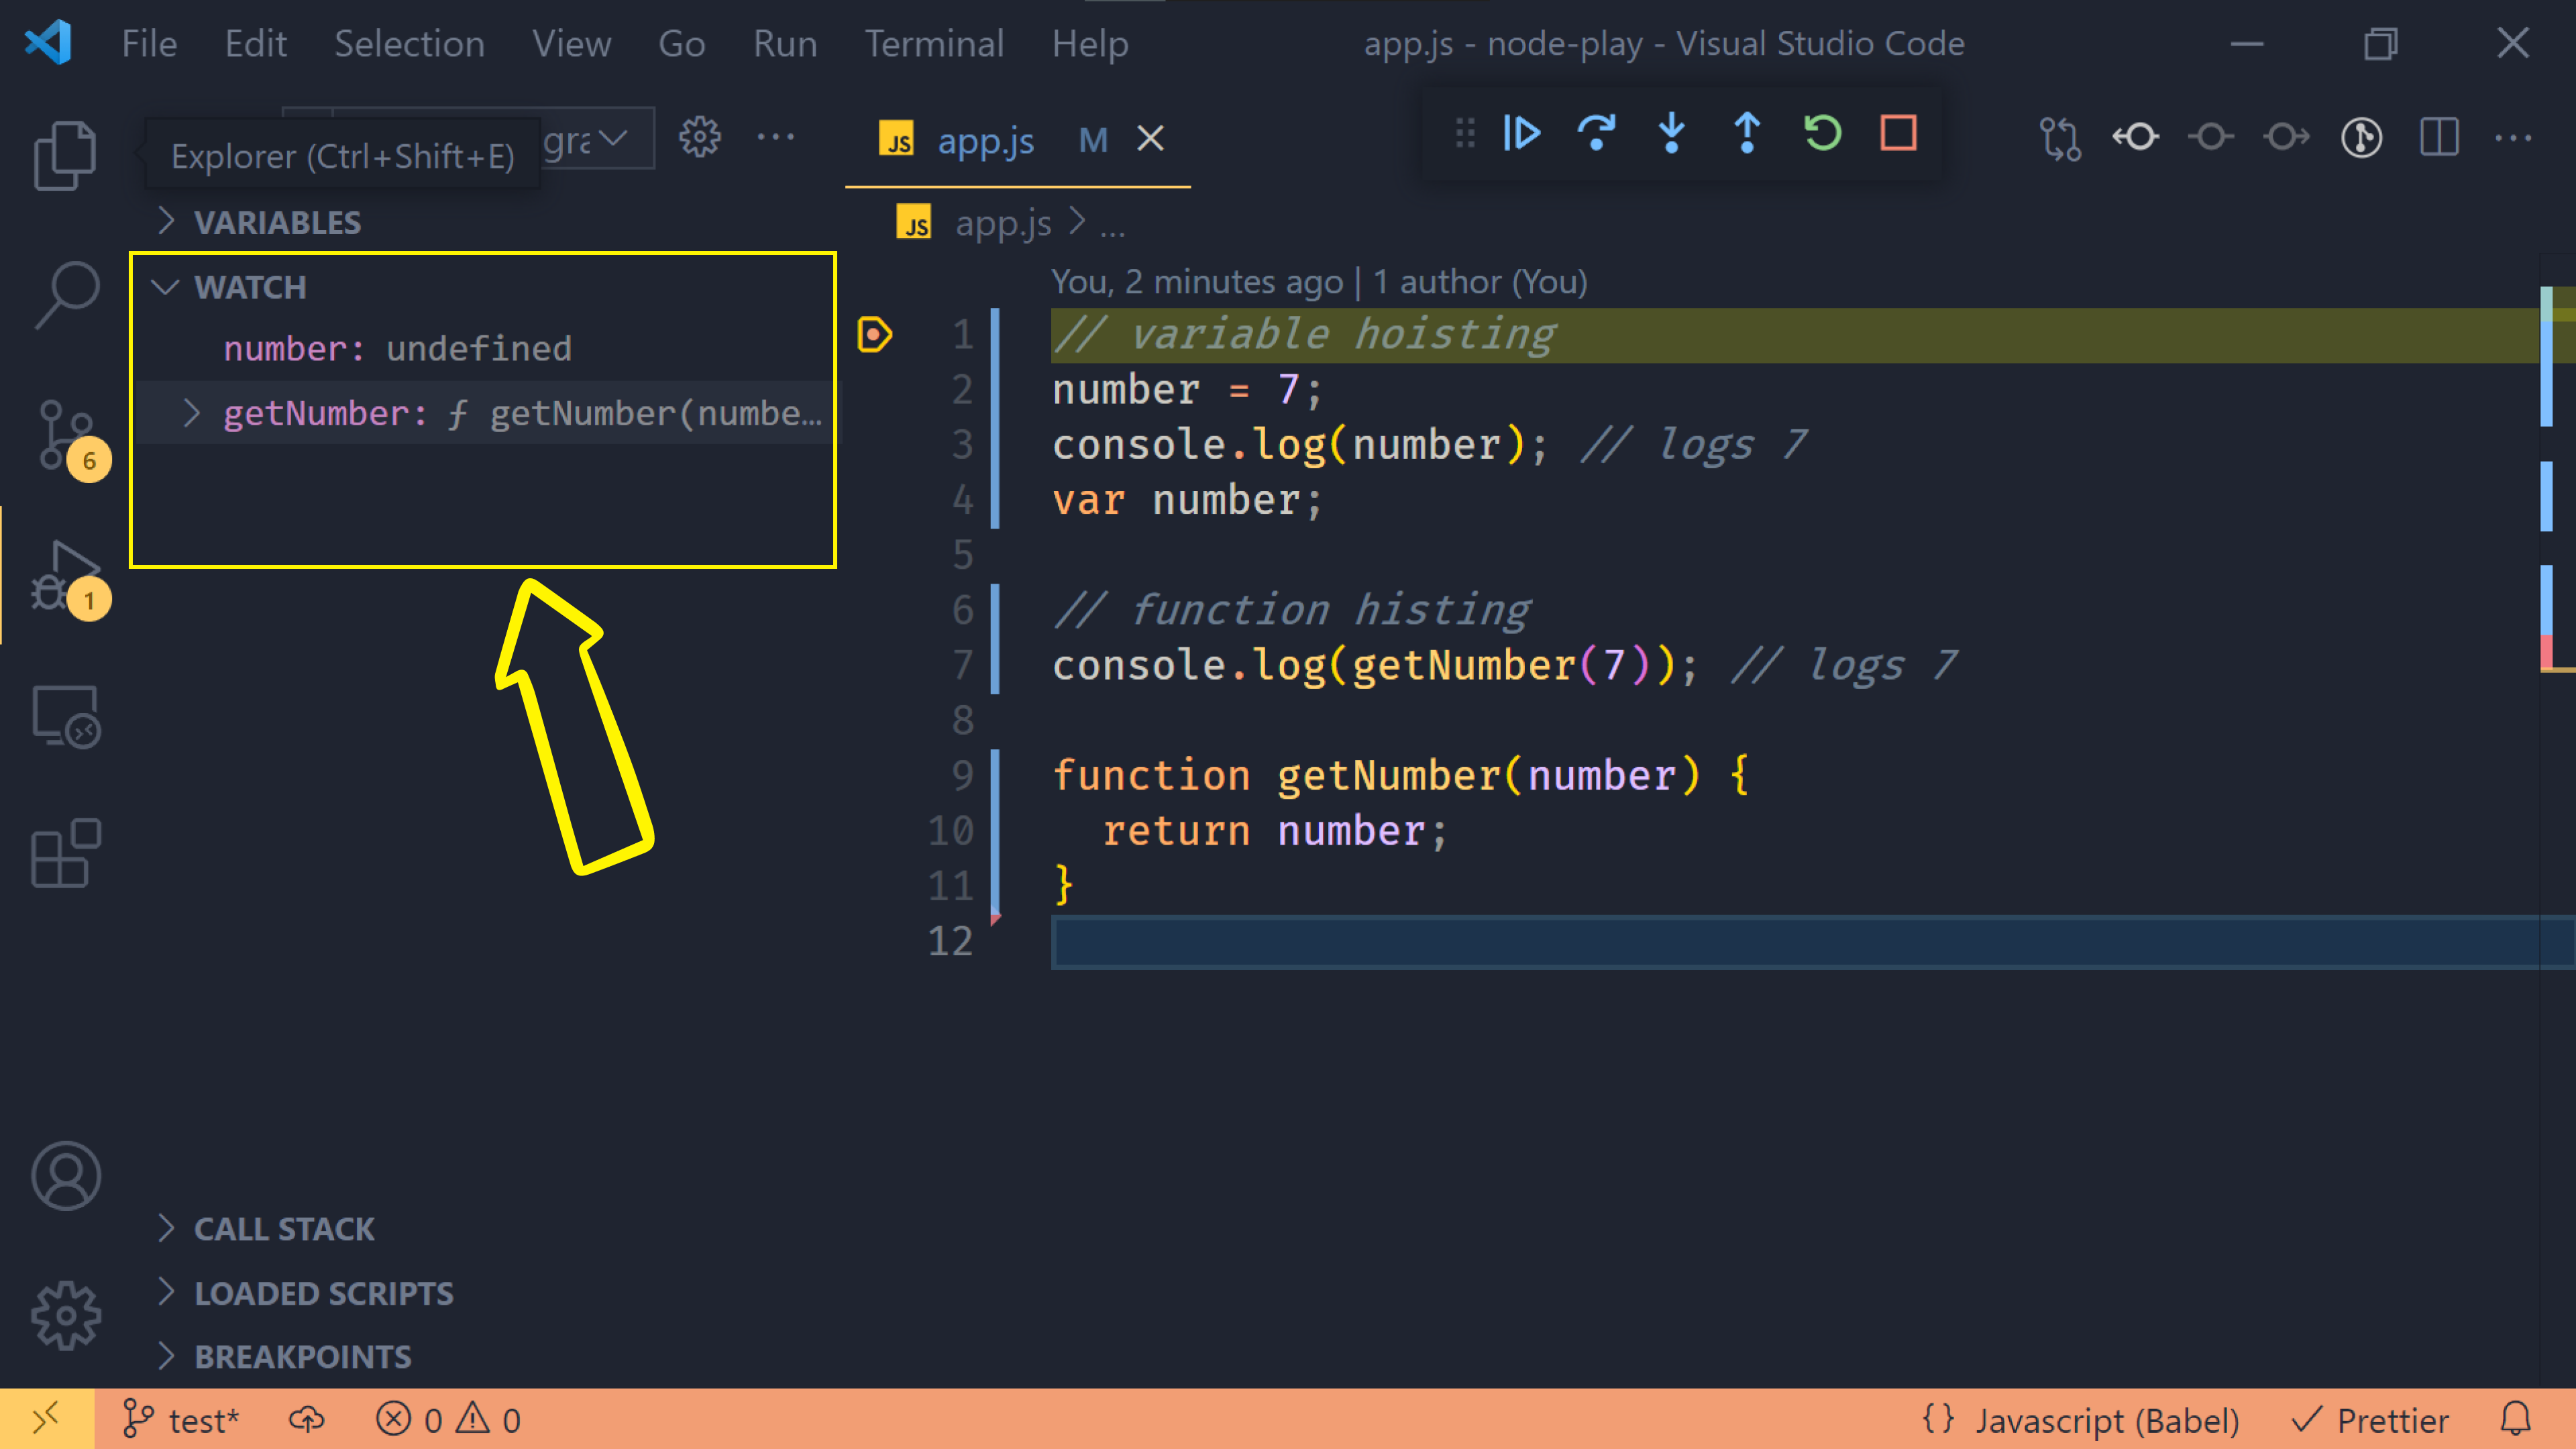 File Edit Selection View Go Run Terminal Help app.js - node-play - Visual Studio Code
Explorer (Ctrl+Shift+E)
JS app.js M
VARIABLES
JS app.js > ...
WATCH
number: undefined
getNumber: ƒ getNumber(numbe...
6
1
You, 2 minutes ago | 1 author (You)
1 // variable hoisting
2 number = 7;
3 console.log(number); // logs 7
4 var number;
5
6 // function histing
7 console.log(getNumber(7)); // logs 7
8
9 function getNumber(number) {
10 return number;
11 }
12
CALL STACK
LOADED SCRIPTS
BREAKPOINTS
test* 0 0 {} Javascript (Babel) Prettier